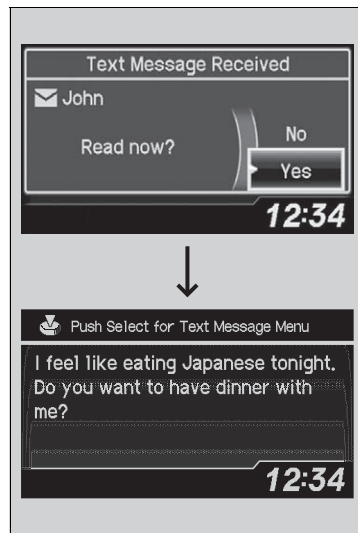 Text Message Received
John
Read now?
No
Yes
12:34
Push Select for Text Message Menu
I feel like eating Japanese tonight.
Do you want to have dinner with
me?
12:34